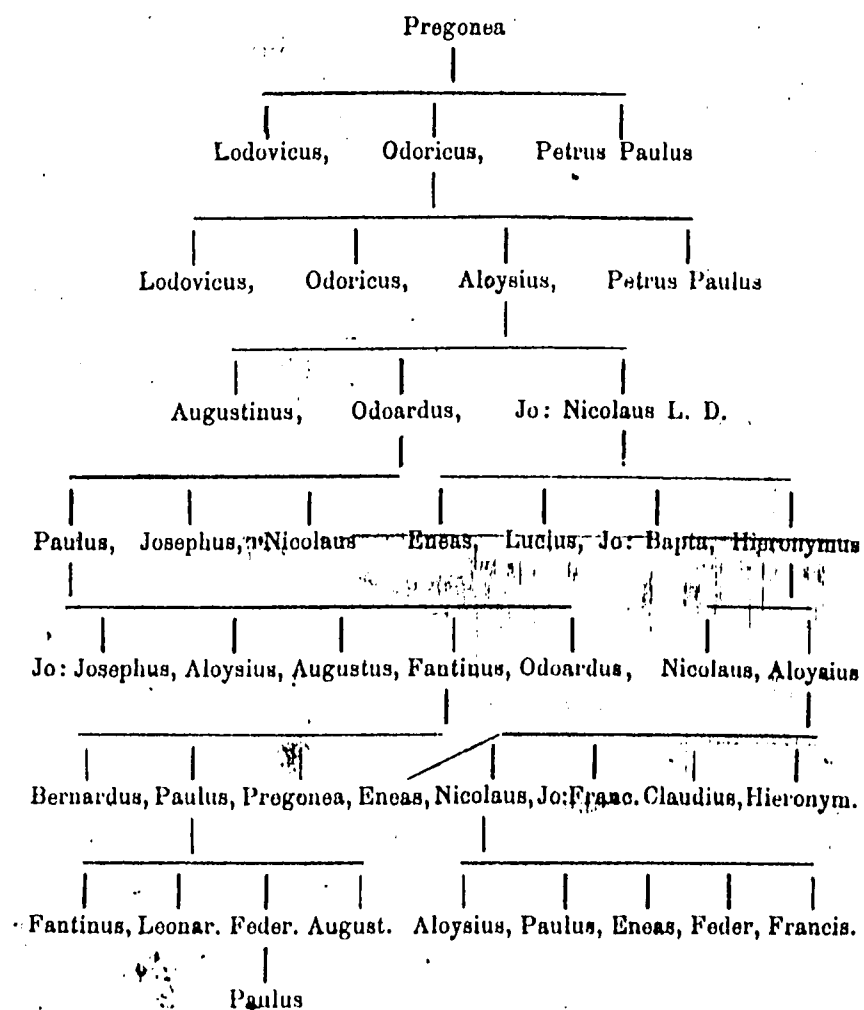 Pregonea
Lodovicus, Odoricus, Petrus Paulus
Lodovicus, Odoricus, Aloysius, Petrus Paulus
Augustinus, Odoardus, Jo: Nicolaus L. D.
Paulus, Josephus, Nicolaus Eneas, Lucius, Jo: Bapta, Hieronymus
Jo: Josephus, Aloysius, Augustus, Fantinus, Odoardus, Nicolaus, Aloysius
Bernardus, Paulus, Pregonea, Eneas, Nicolaus, Jo: Franc. Claudius, Hieronym.
Fantinus, Leonar. Feder. August. Aloysius, Paulus, Eneas, Feder, Francis.
Paulus